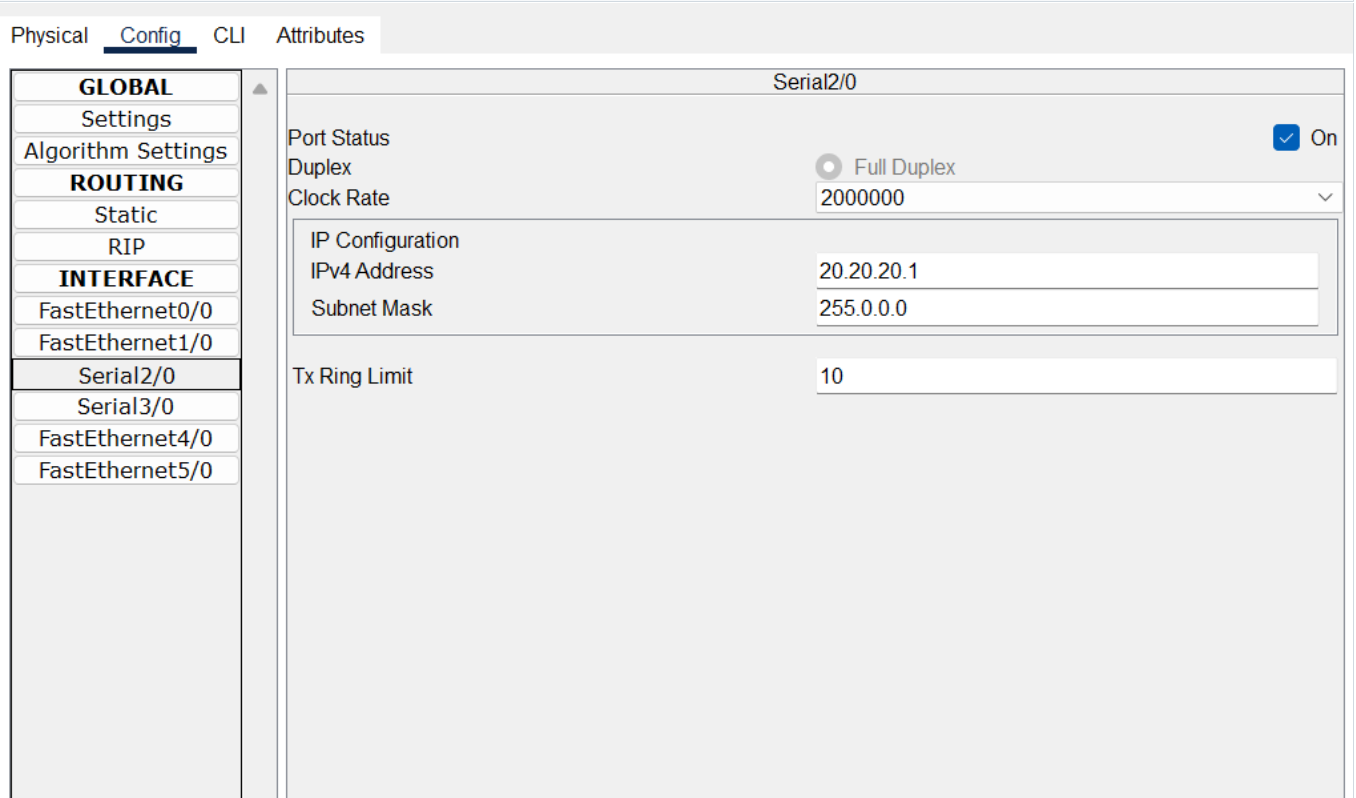 Physical Config CLI Attributes
GLOBAL
Settings
Algorithm Settings
ROUTING
Static
RIP
INTERFACE
FastEthernet0/0
FastEthernet1/0
Serial2/0
Serial3/0
FastEthernet4/0
FastEthernet5/0
Serial2/0
Port Status On
Duplex Full Duplex
Clock Rate 2000000
IP Configuration
IPv4 Address 20.20.20.1
Subnet Mask 255.0.0.0
Tx Ring Limit 10